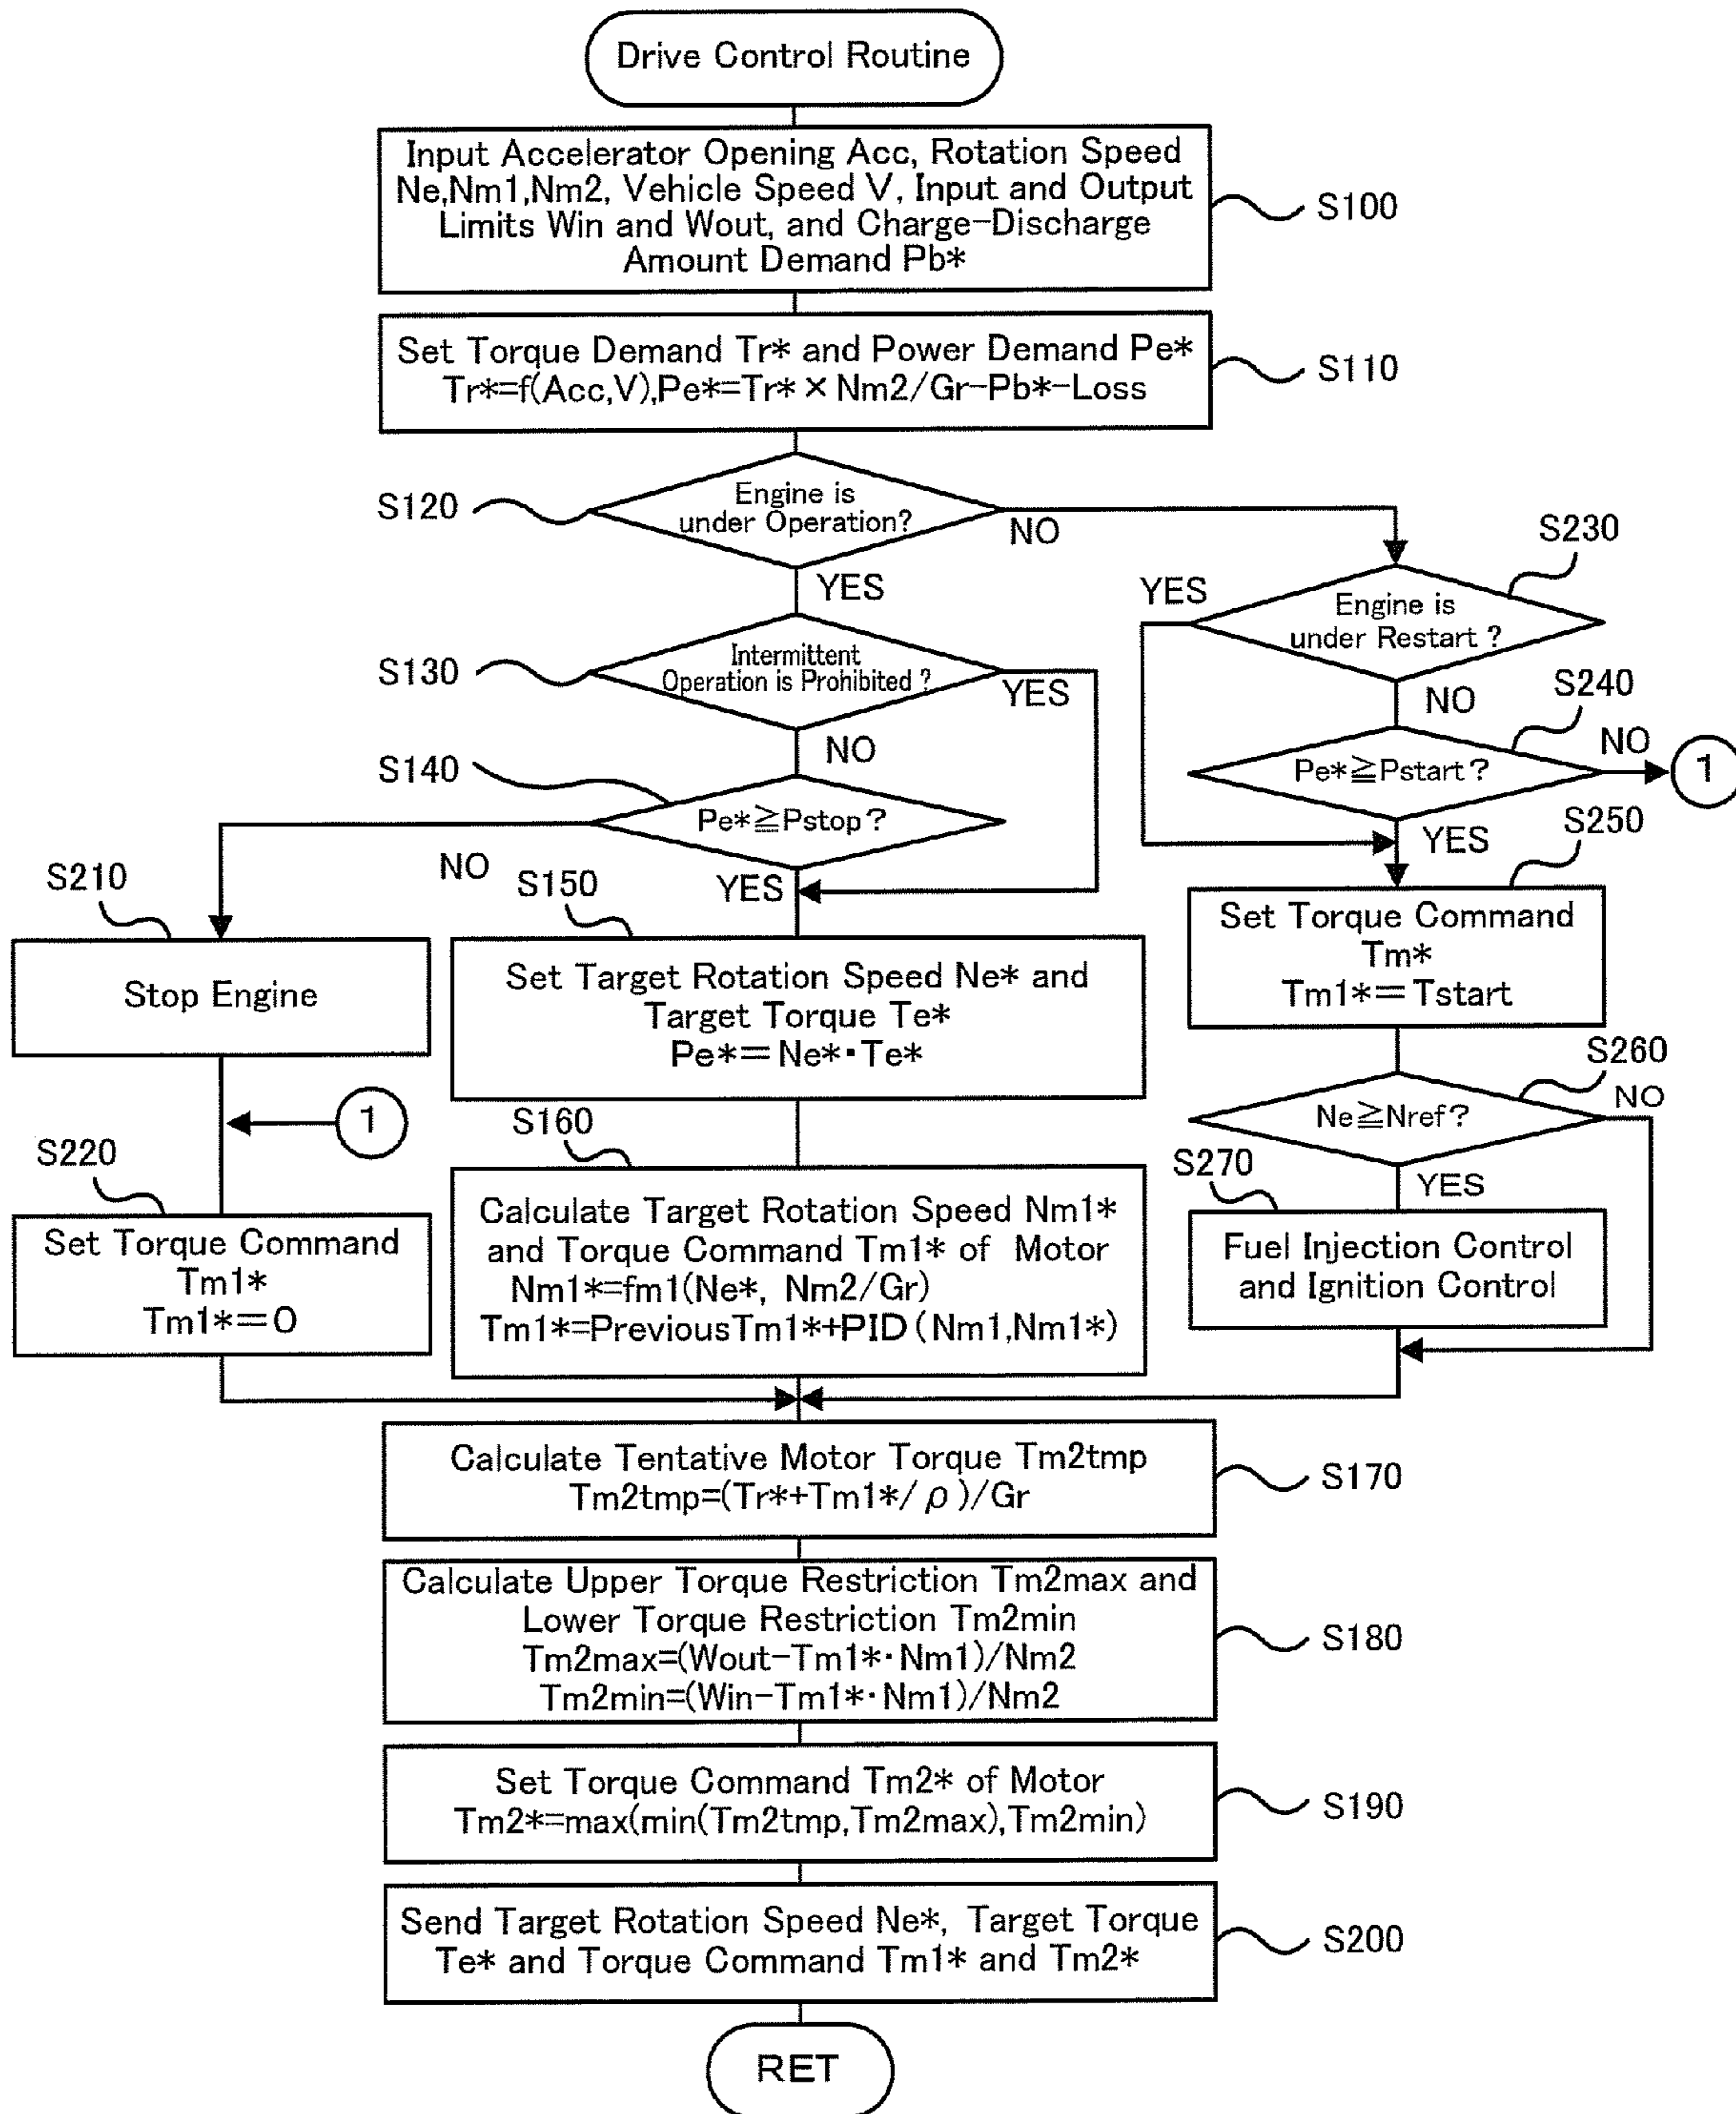 Drive Control Routine
Input Accelerator Opening Acc, Rotation Speed
Ne,Nm1,Nm2, Vehicle Speed V, Input and Output
Limits Win and Wout, and Charge-Discharge
Amount Demand Pb*
S100
Set Torque Demand Tr* and Power Demand Pe*
Tr*=f(Acc,V),Pe*=Tr*×Nm2/Gr-Pb*-Loss
S110
S120
Engine is
under Operation?
NO
YES
S230
YES
Engine is
under Restart ?
NO
S130
Intermittent
Operation is Prohibited ?
YES
NO
S240
Pe*≧Pstart?
NO
1
YES
S140
Pe*≧Pstop?
NO
YES
S210
Stop Engine
1
S150
Set Target Rotation Speed Ne* and
Target Torque Te*
Pe*=Ne*・Te*
S250
Set Torque Command
Tm*
Tm1*=Tstart
S260
Ne≧Nref?
NO
YES
S220
Set Torque Command
Tm1*
Tm1*=0
S160
Calculate Target Rotation Speed Nm1*
and Torque Command Tm1* of Motor
Nm1*=fm1(Ne*, Nm2/Gr)
Tm1*=PreviousTm1*+PID(Nm1,Nm1*)
S270
Fuel Injection Control
and Ignition Control
Calculate Tentative Motor Torque Tm2tmp
Tm2tmp=(Tr*+Tm1*/ρ)/Gr
S170
Calculate Upper Torque Restriction Tm2max and
Lower Torque Restriction Tm2min
Tm2max=(Wout-Tm1*・Nm1)/Nm2
Tm2min=(Win-Tm1*・Nm1)/Nm2
S180
Set Torque Command Tm2* of Motor
Tm2*=max(min(Tm2tmp,Tm2max),Tm2min)
S190
Send Target Rotation Speed Ne*, Target Torque
Te* and Torque Command Tm1* and Tm2*
S200
RET